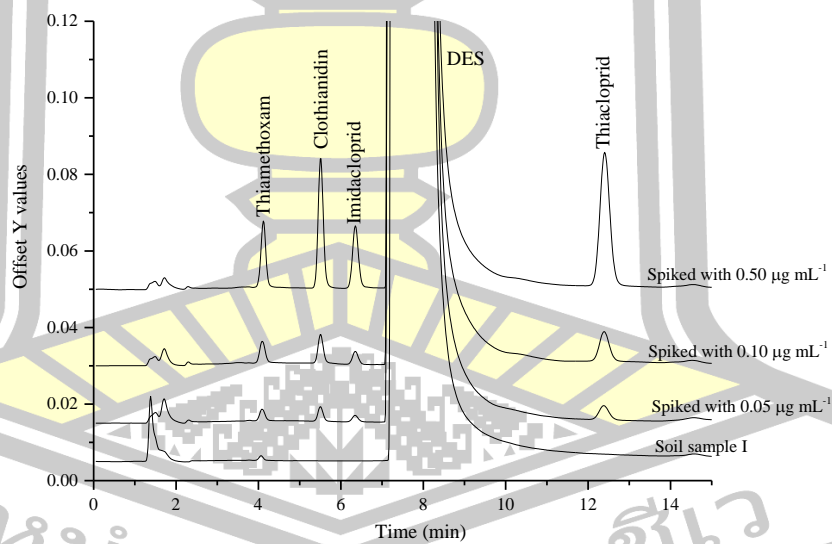 0.12
0.10
0.08
0.06
0.04
0.02
0.00
Offset Y values
0 2 4 6 8 10 12 14
Time (min)
Thiamethoxam
Clothianidin
Imidacloprid
DES
Thiacloprid
Spiked with 0.50 µg mL⁻¹
Spiked with 0.10 µg mL⁻¹
Spiked with 0.05 µg mL⁻¹
Soil sample I